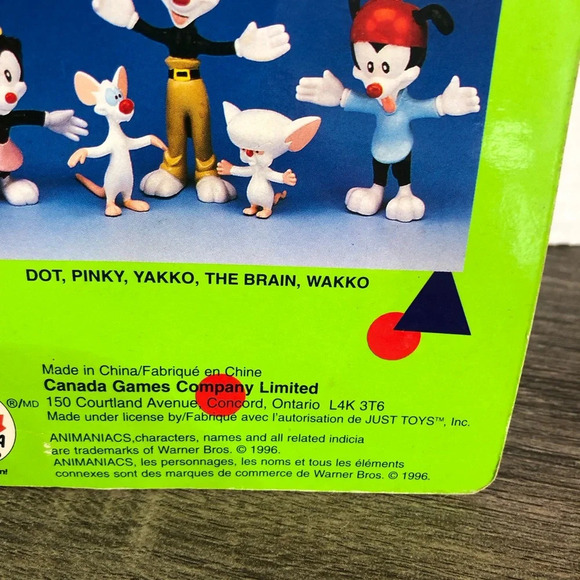 DOT, PINKY, YAKKO, THE BRAIN, WAKKO
Made in China/Fabriqué en Chine
Canada Games Company Limited
®/MD 150 Courtland Avenue, Concord, Ontario L4K 3T6
Made under license by/Fabriqué avec l'autorisation de JUST TOYS™, Inc.
ANIMANIACS,characters, names and all related indicia
are trademarks of Warner Bros. © 1996.
ANIMANIACS, les personnages, les noms et tous les éléments
connexes sont des marques de commerce de Warner Bros. © 1996.